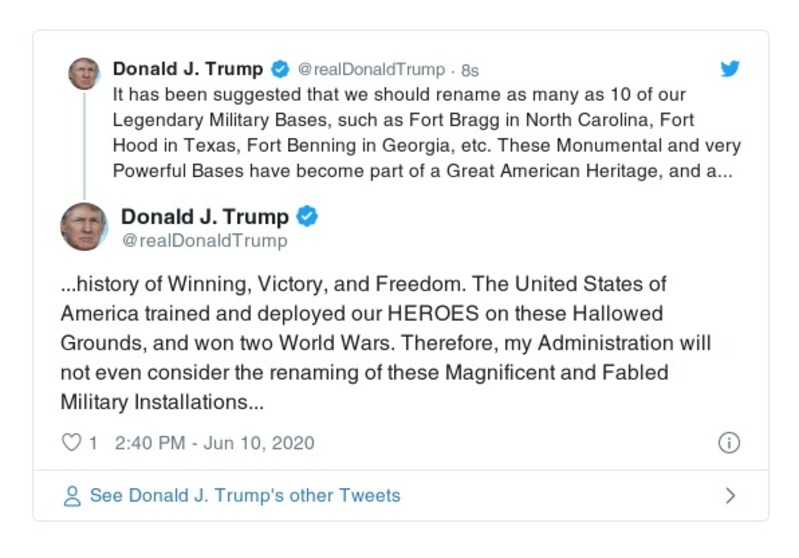 Donald J. Trump @realDonaldTrump · 8s
It has been suggested that we should rename as many as 10 of our
Legendary Military Bases, such as Fort Bragg in North Carolina, Fort
Hood in Texas, Fort Benning in Georgia, etc. These Monumental and very
Powerful Bases have become part of a Great American Heritage, and a...
Donald J. Trump
@realDonaldTrump
...history of Winning, Victory, and Freedom. The United States of
America trained and deployed our HEROES on these Hallowed
Grounds, and won two World Wars. Therefore, my Administration will
not even consider the renaming of these Magnificent and Fabled
Military Installations...
1 2:40 PM - Jun 10, 2020
See Donald J. Trump's other Tweets